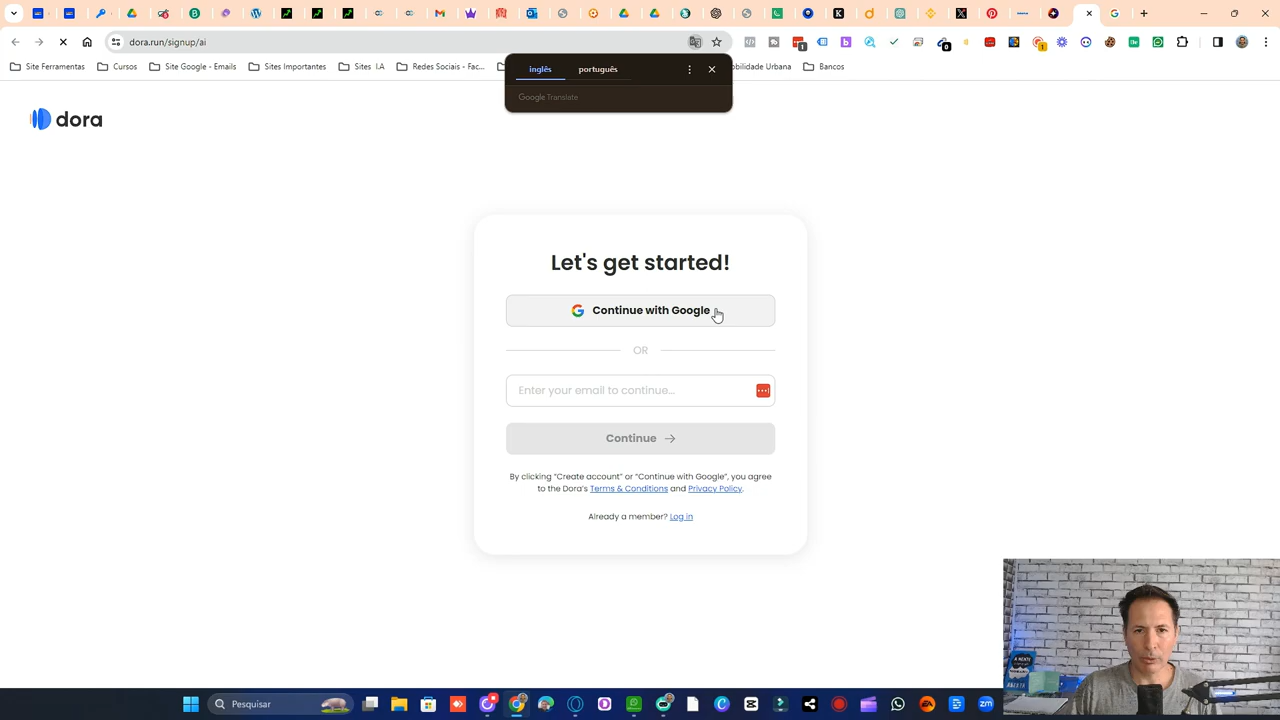 dora.run/signup/ai
Site Ferramentas
Cursos
Site Google - Emails
Sites Importantes
Sites I.A
Redes Sociais - Fac...
obilidade Urbana
Bancos
inglês
português
Google Translate
dora
Let's get started!
Continue with Google
OR
Enter your email to continue...
Continue →
By clicking “Create account” or “Continue with Google”, you agree
to the Dora's Terms & Conditions and Privacy Policy.
Already a member? Log in
A MENTE
Pesquisar
zm